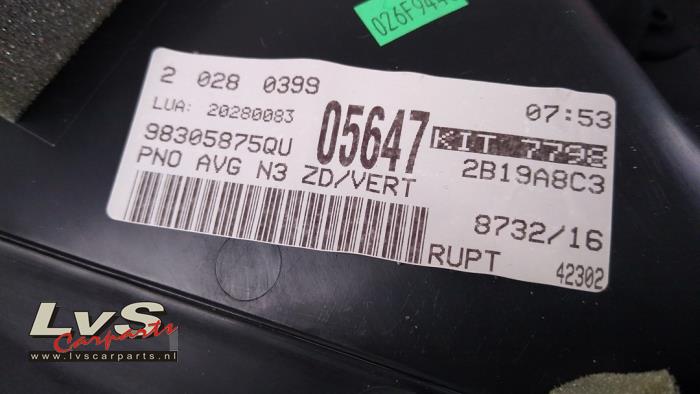 2 028 0399
07:53
LUA: 20280083
05647
KIT 7798
98305875QU
2B19A8C3
PNO AVG N3 ZD/VERT
8732/16
RUPT
42302
LvS
Carparts
www.lvscarparts.nl